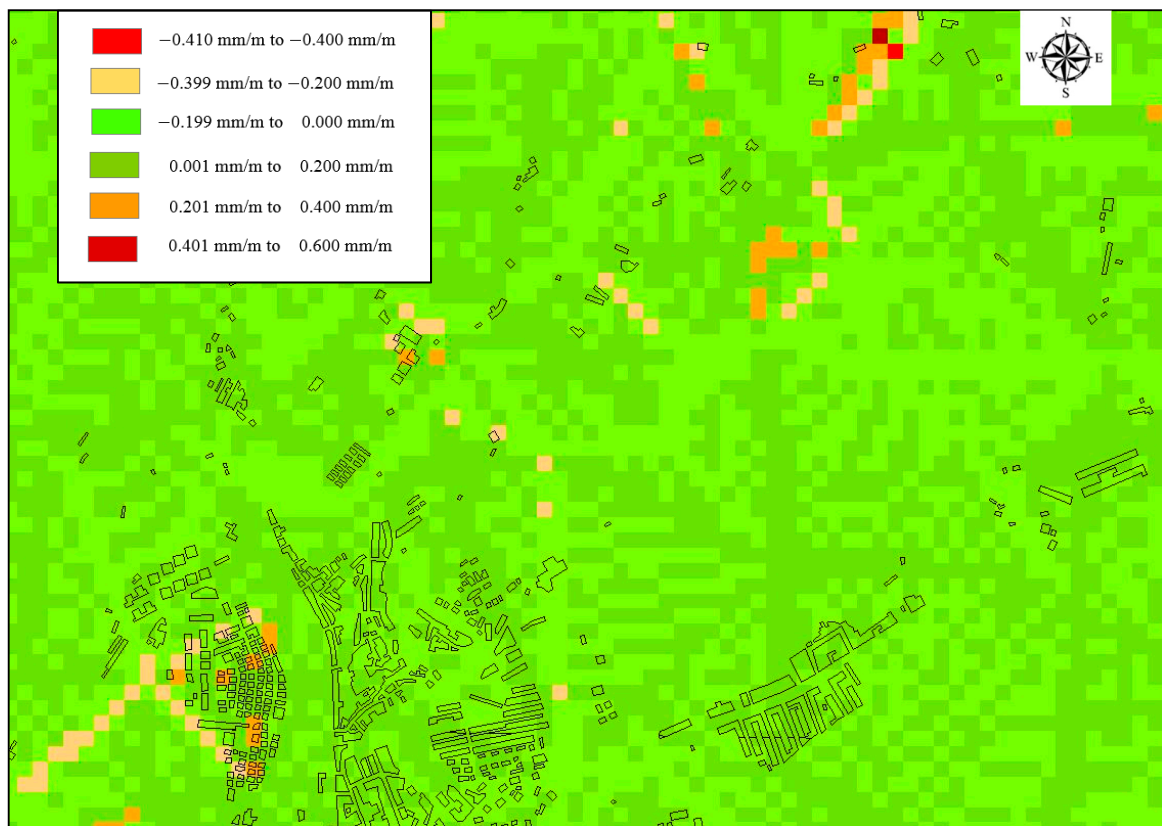 −0.410 mm/m to −0.400 mm/m
−0.399 mm/m to −0.200 mm/m
−0.199 mm/m to 0.000 mm/m
0.001 mm/m to 0.200 mm/m
0.201 mm/m to 0.400 mm/m
0.401 mm/m to 0.600 mm/m
N
W E
S